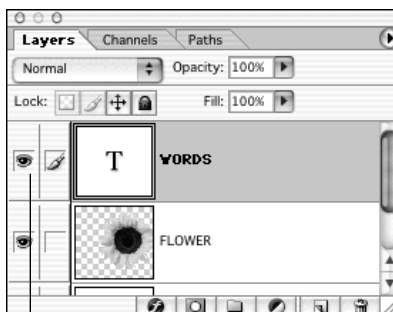 Layers Channels Paths
Normal Opacity: 100%
Lock: Fill: 100%
T WORDS
FLOWER